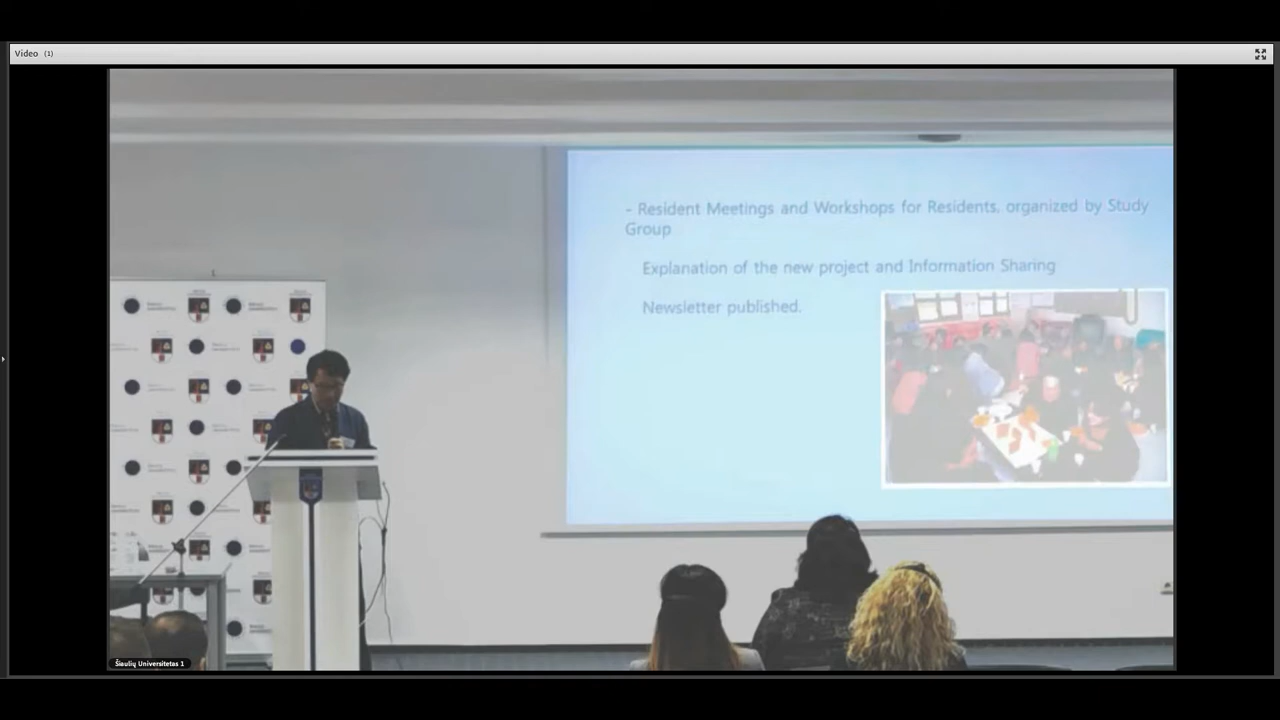 Video (1)
- Resident Meetings and Workshops for Residents, organized by Study
Group
Explanation of the new project and Information Sharing
Newsletter published.
Šiaulių Universitetas 1